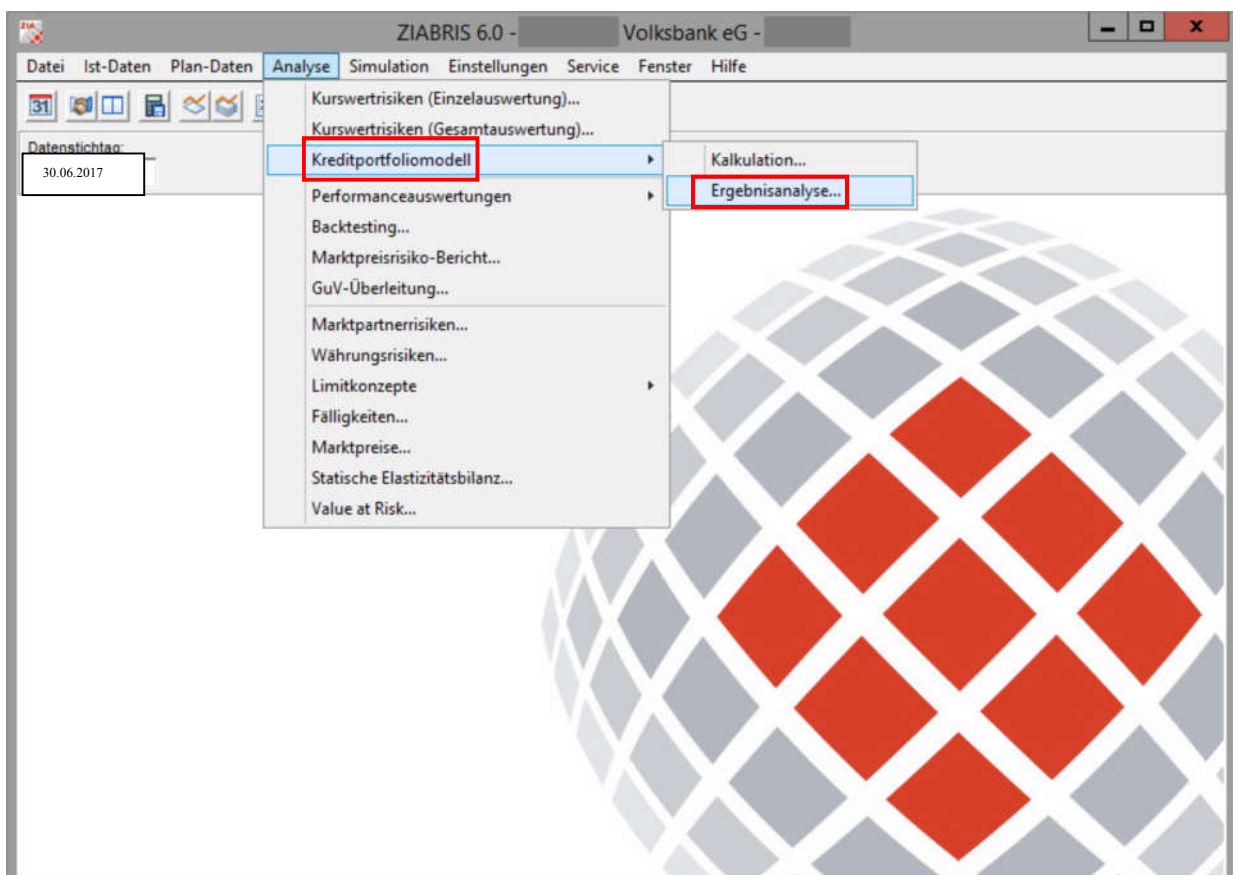 ZIA
ZIABRIS 6.0 - Volksbank eG -
Datei Ist-Daten Plan-Daten Analyse Simulation Einstellungen Service Fenster Hilfe
31
Kurswertrisiken (Einzelauswertung)...
Kurswertrisiken (Gesamtauswertung)...
Datenstichtag:
30.06.2017
Kreditportfoliomodell
Kalkulation...
Ergebnisanalyse...
Performanceauswertungen
Backtesting...
Marktpreisrisiko-Bericht...
GuV-Überleitung...
Marktpartnerrisiken...
Währungsrisiken...
Limitkonzepte
Fälligkeiten...
Marktpreise...
Statische Elastizitätsbilanz...
Value at Risk...